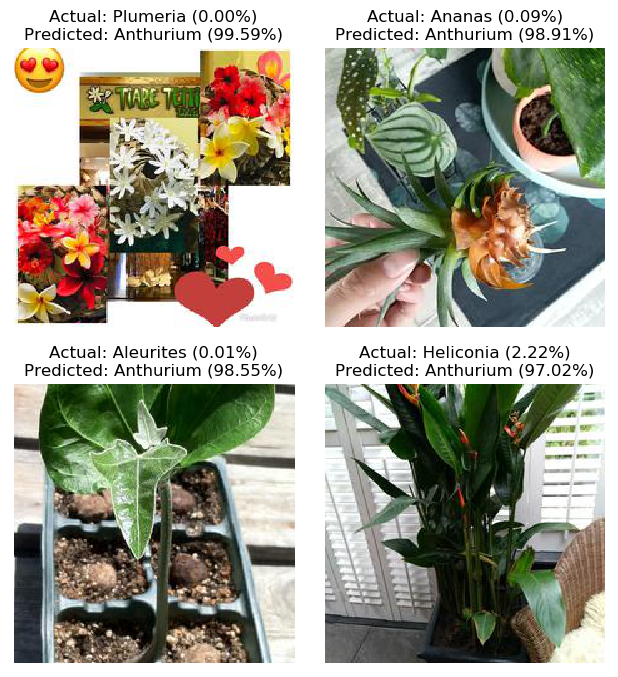 Actual: Plumeria (0.00%)
Predicted: Anthurium (99.59%)
Actual: Ananas (0.09%)
Predicted: Anthurium (98.91%)
TIARE
Actual: Aleurites (0.01%)
Predicted: Anthurium (98.55%)
Actual: Heliconia (2.22%)
Predicted: Anthurium (97.02%)